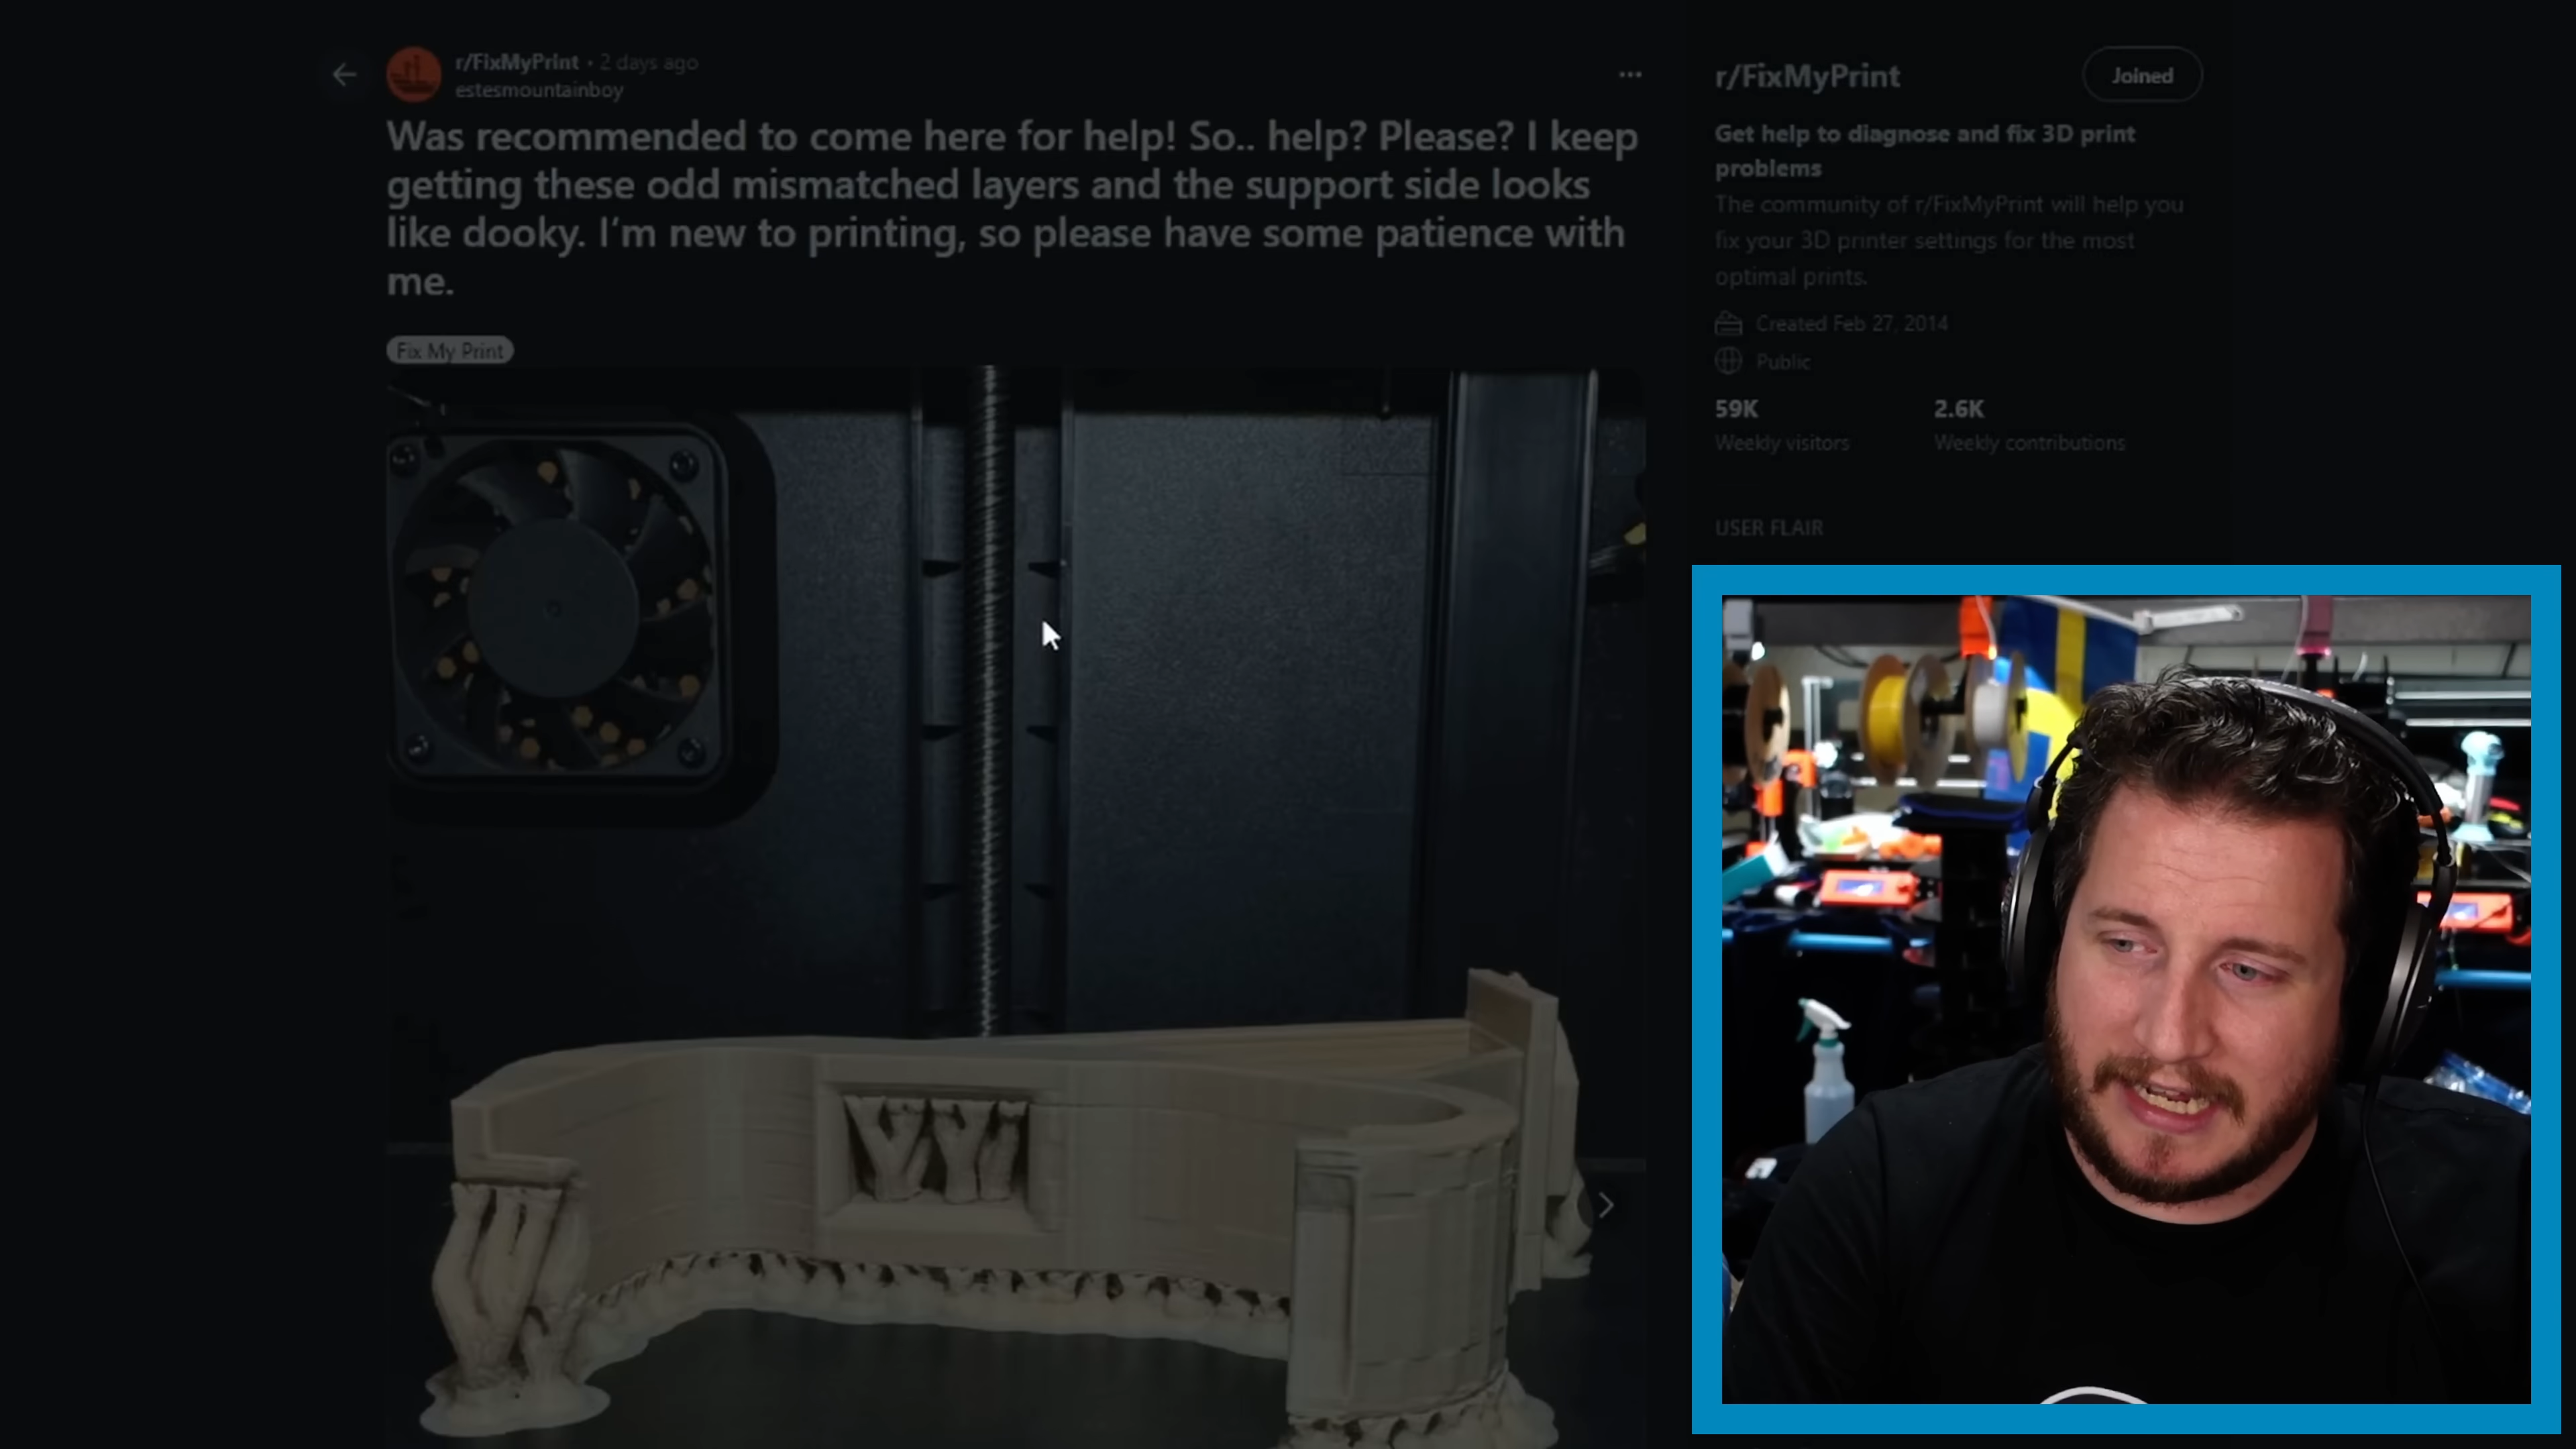 r/FixMyPrint • 2 days ago
estesmountainboy
Was recommended to come here for help! So.. help? Please? I keep
getting these odd mismatched layers and the support side looks
like dooky. I'm new to printing, so please have some patience with
me.
Fix My Print
r/FixMyPrint
Joined
Get help to diagnose and fix 3D print
problems
The community of r/FixMyPrint will help you
fix your 3D printer settings for the most
optimal prints.
Created Feb 27, 2014
Public
59K
2.6K
Weekly visitors
Weekly contributions
USER FLAIR